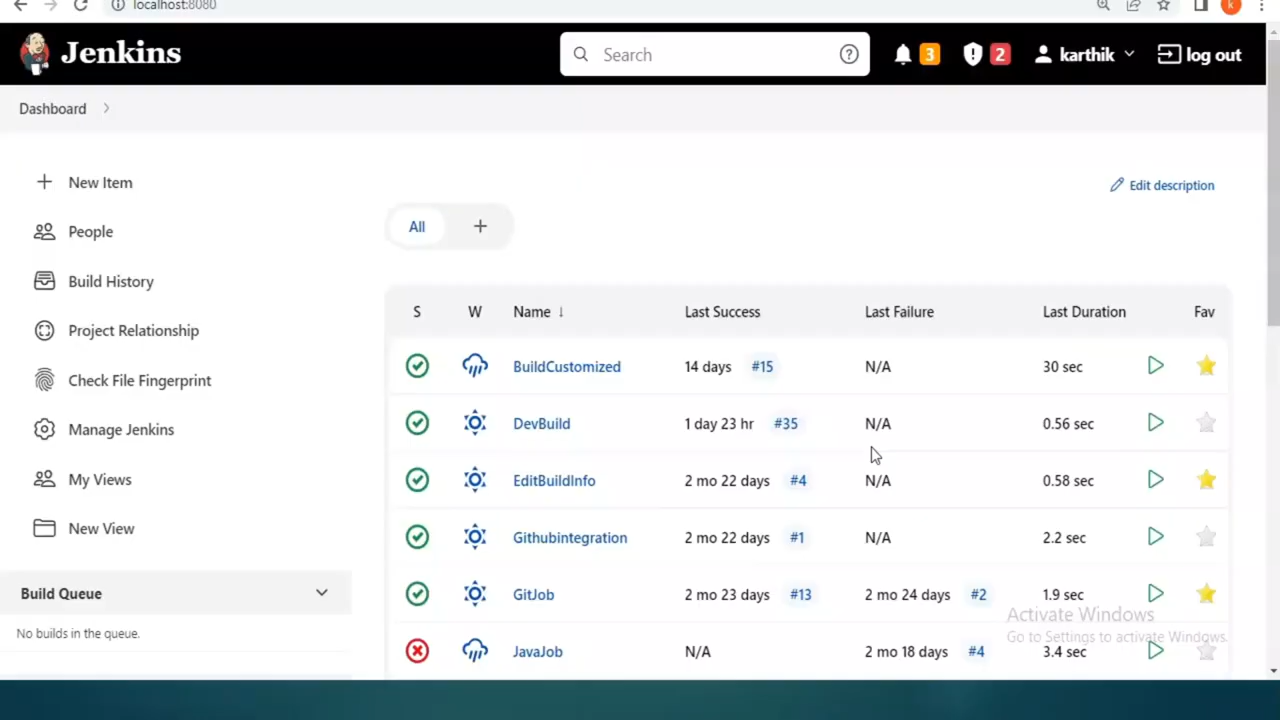 localhost:8080
k
Jenkins
Search
3
2
karthik
log out
Dashboard
New Item
People
Build History
Project Relationship
Check File Fingerprint
Manage Jenkins
My Views
New View
Build Queue
No builds in the queue.
Edit description
All
S W Name ↓ Last Success Last Failure Last Duration Fav
BuildCustomized 14 days #15 N/A 30 sec
DevBuild 1 day 23 hr #35 N/A 0.56 sec
EditBuildInfo 2 mo 22 days #4 N/A 0.58 sec
Githubintegration 2 mo 22 days #1 N/A 2.2 sec
GitJob 2 mo 23 days #13 2 mo 24 days #2 1.9 sec
JavaJob N/A 2 mo 18 days #4 3.4 sec
Activate Windows
Go to Settings to activate Windows.